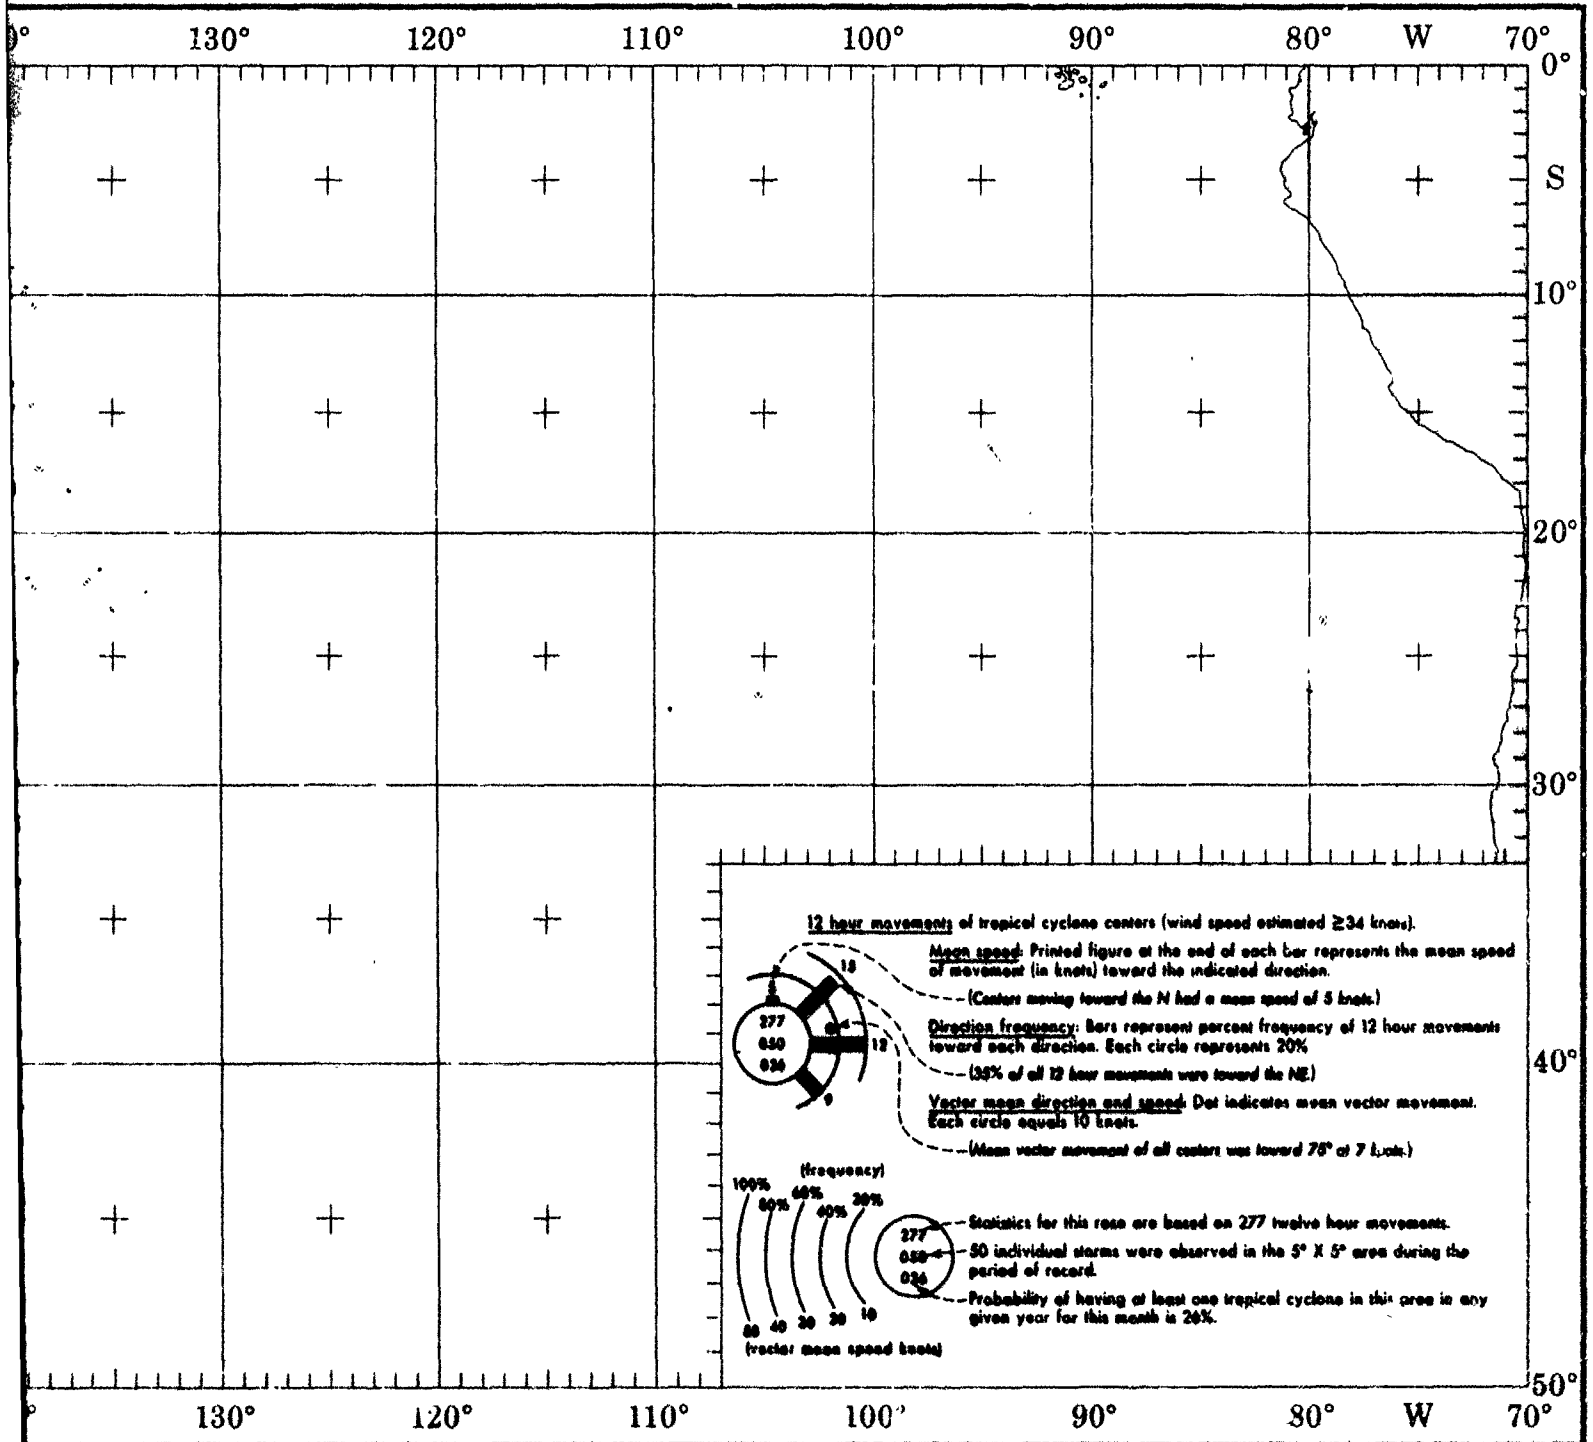 130° 120° 110° 100° 90° 80° W 70°
0°
S
10°
20°
30°
12 hour movements of tropical cyclone centers (wind speed estimated ≧34 knots).
Mean speed: Printed figure at the end of each bar represents the mean speed
of movement (in knots) toward the indicated direction.
15
(Centers moving toward the N had a mean speed of 5 knots.)
277
Direction frequency: Bars represent percent frequency of 12 hour movements
050
12
toward each direction. Each circle represents 20%
40°
(35% of all 12 hour movements were toward the NE.)
9
Vector mean direction and speed: Dot indicates mean vector movement.
Each circle equals 10 knots.
(Mean vector movement of all centers was toward 75° at 7 knots.)
(frequency)
100% 80% 60% 40% 20%
277
Statistics for this rose are based on 277 twelve hour movements.
050
50 individual storms were observed in the 5° X 5° area during the
period of record.
Probability of having at least one tropical cyclone in this area in any
given year for this month is 26%.
40 30 20 10
(vector mean speed knots)
50°
130° 120° 110° 100° 90° 80° W 70°